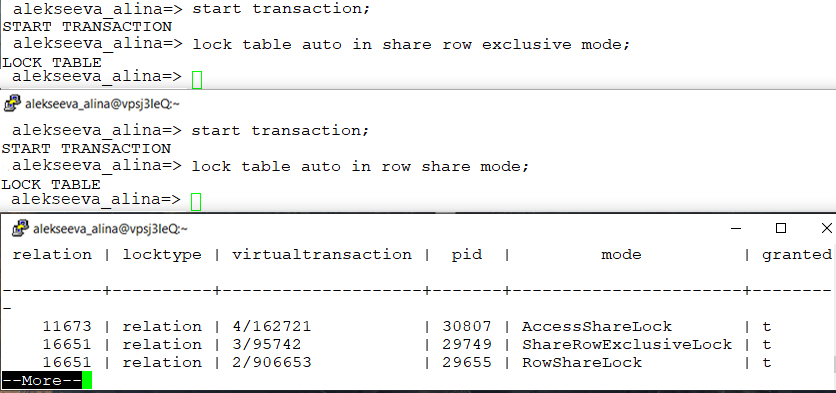 alekseeva_alina=> start transaction;
START TRANSACTION
alekseeva_alina=> lock table auto in share row exclusive mode;
LOCK TABLE
alekseeva_alina=>
alekseeva_alina@vpsj3leQ:~
alekseeva_alina=> start transaction;
START TRANSACTION
alekseeva_alina=> lock table auto in row share mode;
LOCK TABLE
alekseeva_alina=>
alekseeva_alina@vpsj3leQ:~
relation | locktype | virtualtransaction | pid | mode | granted
----------+----------+--------------------+-------+-----------------------+--------
-
11673 | relation | 4/162721 | 30807 | AccessShareLock | t
16651 | relation | 3/95742 | 29749 | ShareRowExclusiveLock | t
16651 | relation | 2/906653 | 29655 | RowShareLock | t
--More--